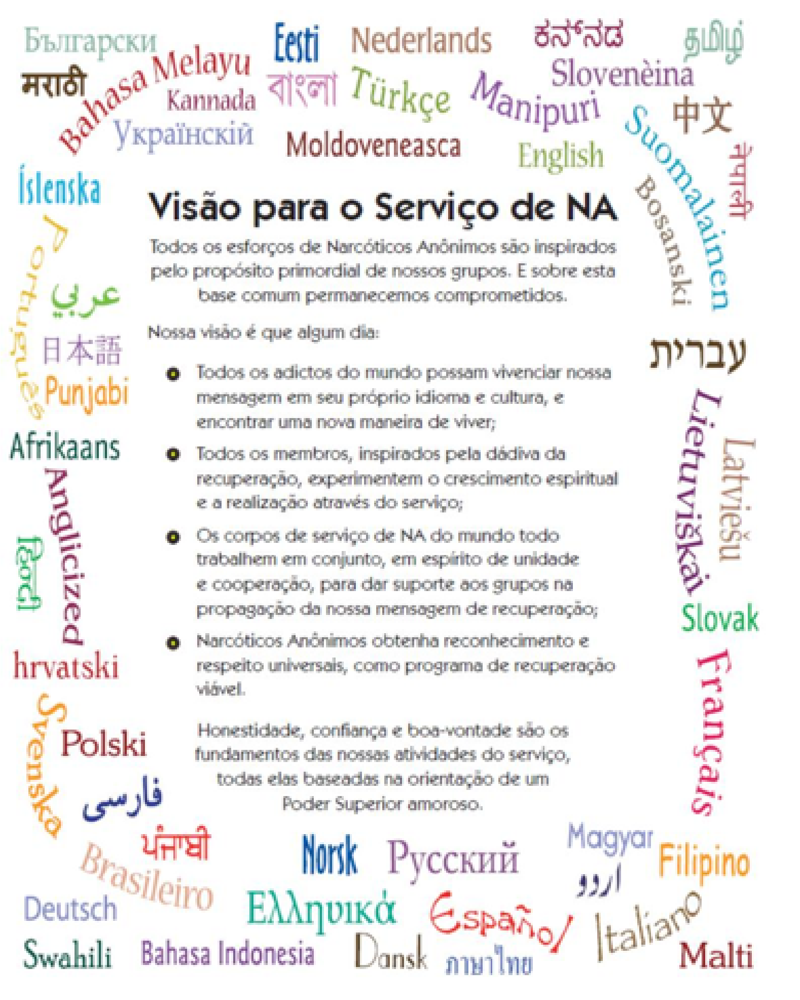 Български
Eesti
Nederlands
ಕನ್ನಡ
தமிழ்
मराठी
Bahasa Melayu
Kannada
বাংলা
Türkçe
Manipuri
Slovenèina
中文
Українскій
Moldoveneasca
English
Suomalainen
नेपाली
Bosanski
Íslenska
Visão para o Serviço de NA
Todos os esforços de Narcóticos Anônimos são inspirados
pelo propósito primordial de nossos grupos. E sobre esta
base comum permanecemos comprometidos.
Português
عربي
日本語
Punjabi
Nossa visão é que algum dia:
עברית
Todos os adictos do mundo possam vivenciar nossa
mensagem em seu próprio idioma e cultura, e
encontrar uma nova maneira de viver;
Afrikaans
Lietuviškai
Latviešu
Todos os membros, inspirados pela dádiva da
recuperação, experimentem o crescimento espiritual
e a realização através do serviço;
Anglicized
हिन्दी
Os corpos de serviço de NA do mundo todo
trabalhem em conjunto, em espírito de unidade
e cooperação, para dar suporte aos grupos na
propagação da nossa mensagem de recuperação;
Slovak
hrvatski
Narcóticos Anônimos obtenha reconhecimento e
respeito universais, como programa de recuperação
viável.
Français
Svenska
Polski
Honestidade, confiança e boa-vontade são os
fundamentos das nossas atividades do serviço,
todas elas baseadas na orientação de um
Poder Superior amoroso.
فارسی
ਪੰਜਾਬੀ
Brasileiro
Norsk
Русский
Magyar
Filipino
اردو
Deutsch
Ελληνικά
Español
Italiano
Swahili
Bahasa Indonesia
Dansk
ภาษาไทย
Malti